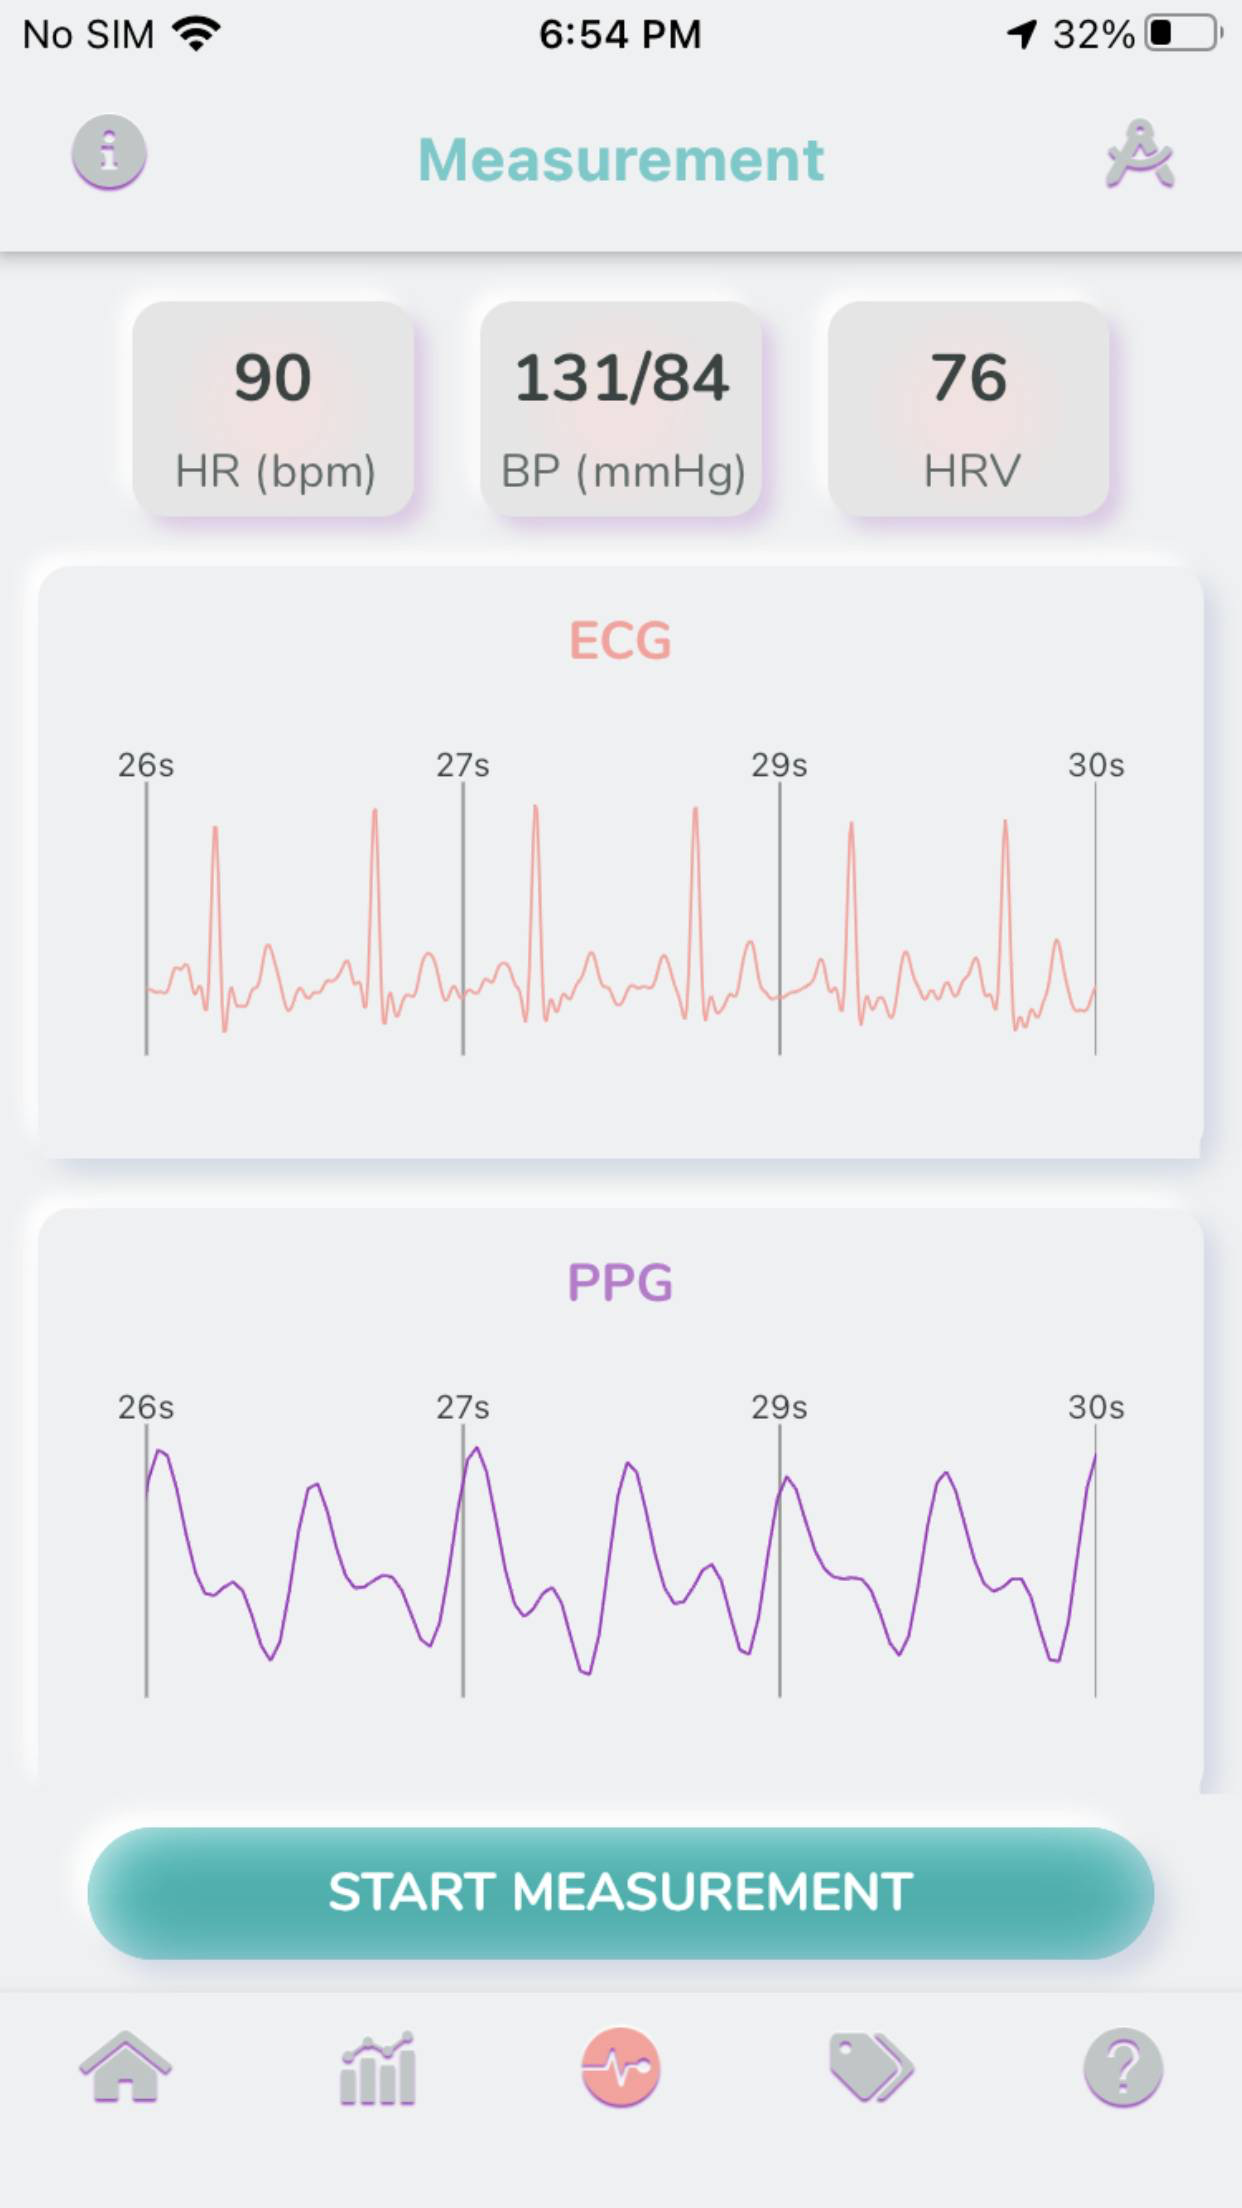 No SIM 6:54 PM 32%
Measurement
90 131/84 76
HR (bpm) BP (mmHg) HRV
ECG
26s 27s 29s 30s
PPG
26s 27s 29s 30s
START MEASUREMENT